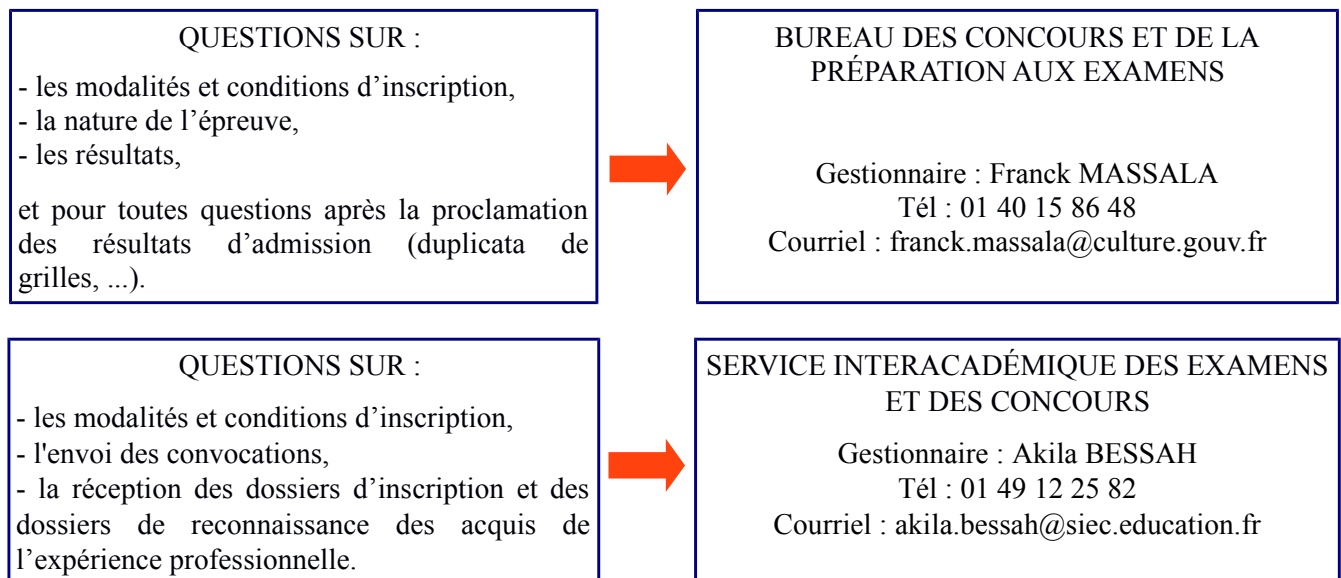 QUESTIONS SUR :
- les modalités et conditions d’inscription,
- la nature de l’épreuve,
- les résultats,
et pour toutes questions après la proclamation
des résultats d’admission (duplicata de
grilles, ...).
BUREAU DES CONCOURS ET DE LA
PRÉPARATION AUX EXAMENS
Gestionnaire : Franck MASSALA
Tél : 01 40 15 86 48
Courriel : franck.massala@culture.gouv.fr
QUESTIONS SUR :
- les modalités et conditions d’inscription,
- l'envoi des convocations,
- la réception des dossiers d’inscription et des
dossiers de reconnaissance des acquis de
l’expérience professionnelle.
SERVICE INTERACADÉMIQUE DES EXAMENS
ET DES CONCOURS
Gestionnaire : Akila BESSAH
Tél : 01 49 12 25 82
Courriel : akila.bessah@siec.education.fr